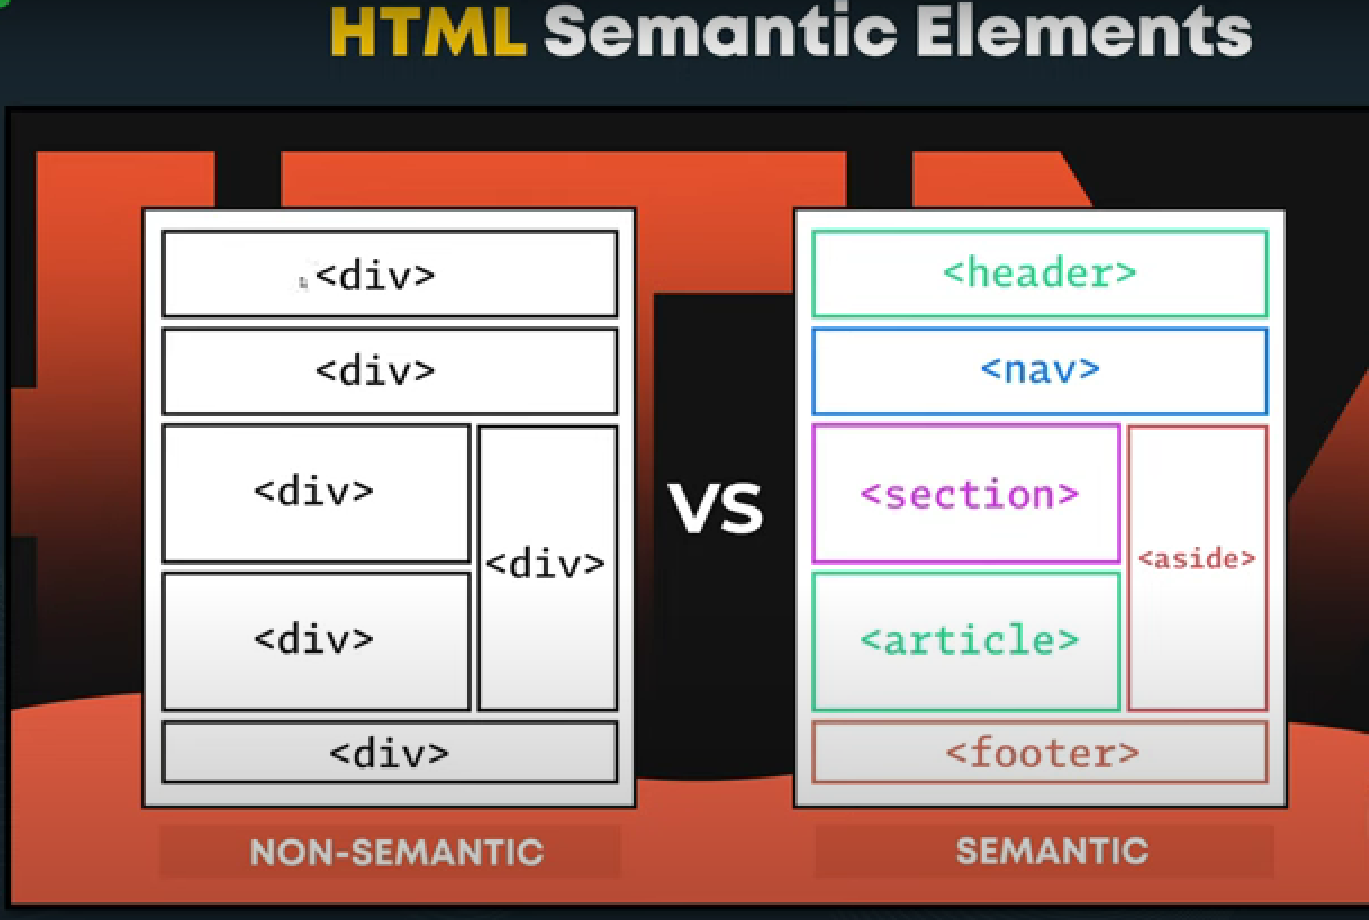 HTML Semantic Elements
<div>
<div>
<div>
<div>
<div>
<div>
NON-SEMANTIC
VS
<header>
<nav>
<section>
<aside>
<article>
<footer>
SEMANTIC